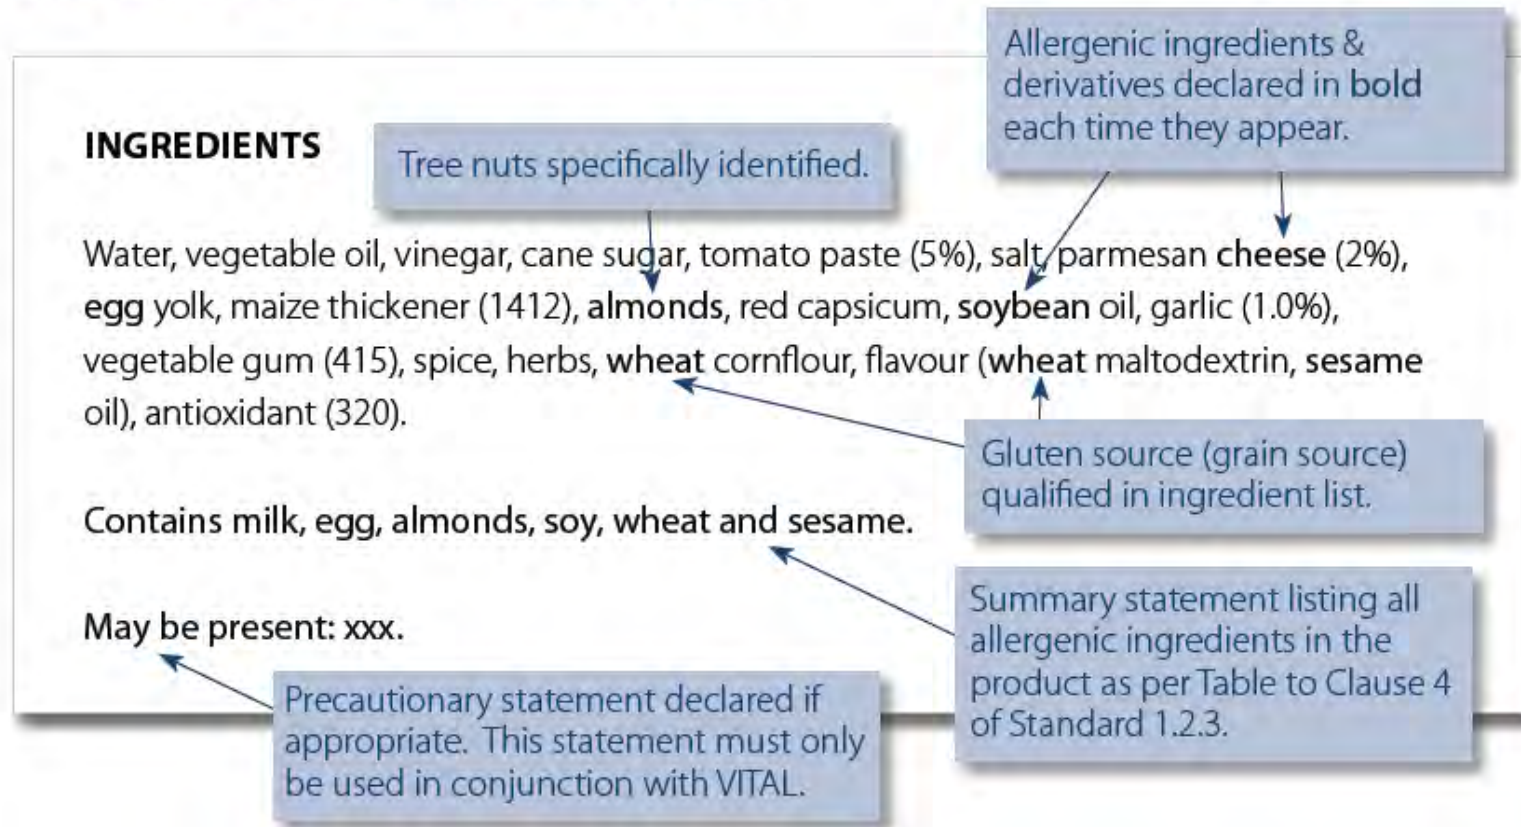 Allergenic ingredients &
derivatives declared in bold
each time they appear.
INGREDIENTS
Tree nuts specifically identified.
Water, vegetable oil, vinegar, cane sugar, tomato paste (5%), salt, parmesan cheese (2%),
egg yolk, maize thickener (1412), almonds, red capsicum, soybean oil, garlic (1.0%),
vegetable gum (415), spice, herbs, wheat cornflour, flavour (wheat maltodextrin, sesame
oil), antioxidant (320).
Gluten source (grain source)
qualified in ingredient list.
Contains milk, egg, almonds, soy, wheat and sesame.
Summary statement listing all
allergenic ingredients in the
product as per Table to Clause 4
of Standard 1.2.3.
May be present: xxx.
Precautionary statement declared if
appropriate. This statement must only
be used in conjunction with VITAL.